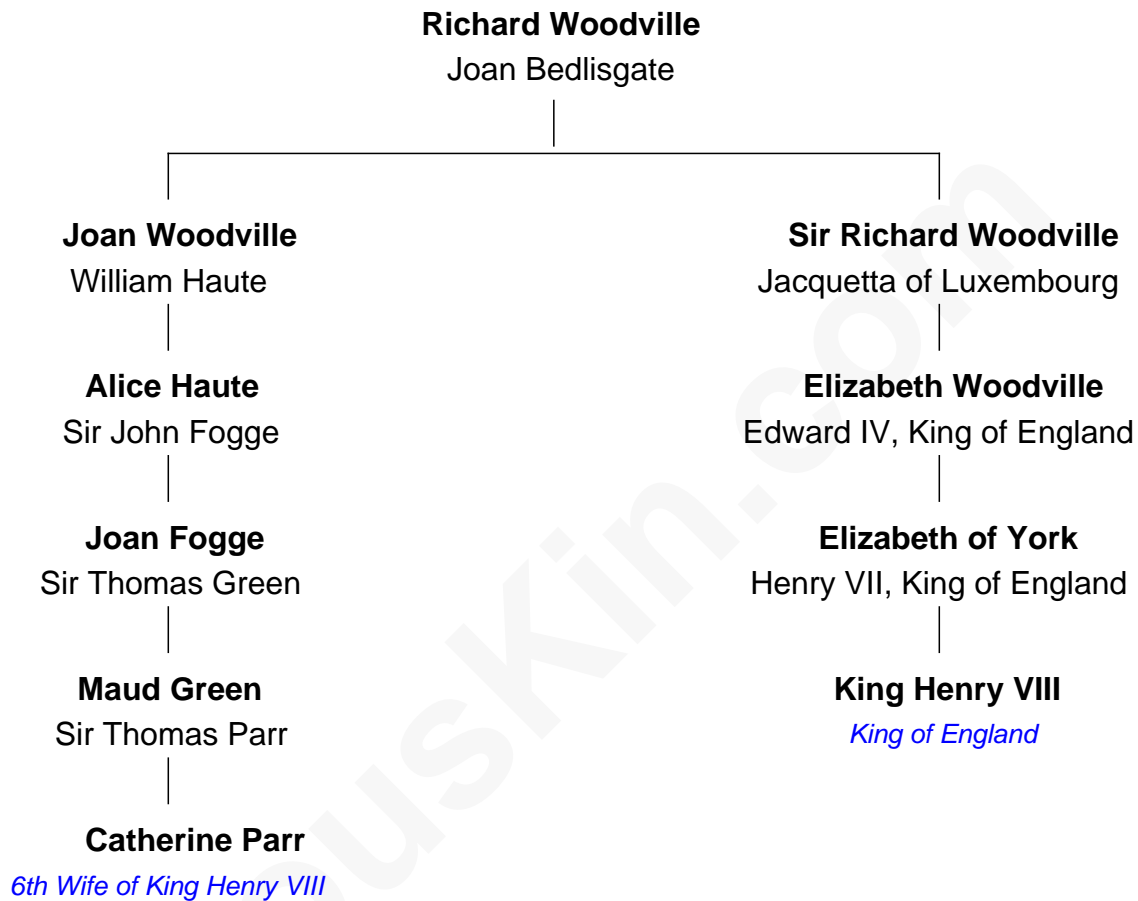 Richard Woodville
Joan Bedlisgate
Joan Woodville
William Haute
Sir Richard Woodville
Jacquetta of Luxembourg
Alice Haute
Sir John Fogge
Elizabeth Woodville
Edward IV, King of England
Joan Fogge
Sir Thomas Green
Elizabeth of York
Henry VII, King of England
Maud Green
Sir Thomas Parr
King Henry VIII
King of England
Catherine Parr
6th Wife of King Henry VIII
usKin.com